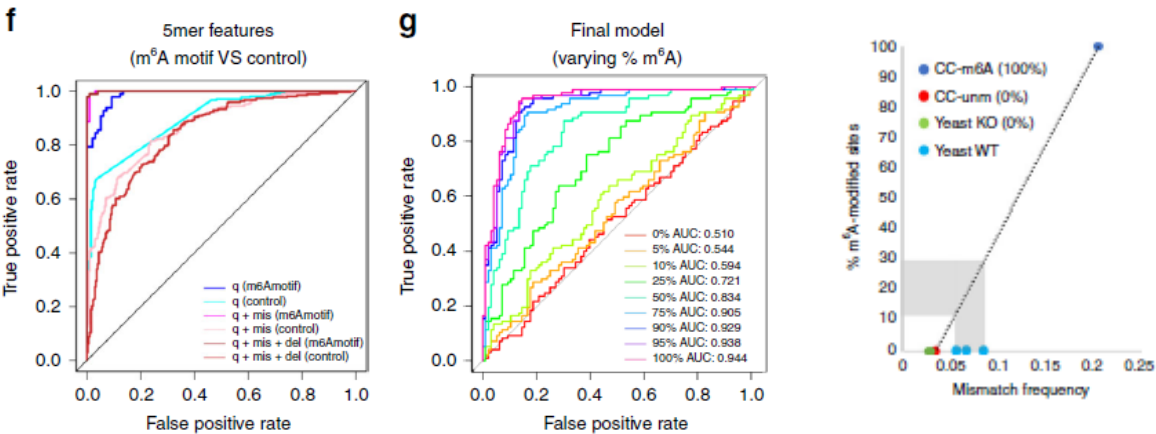 f
5mer features
(m⁶A motif VS control)
True positive rate
1.0
0.8
0.6
0.4
0.2
0.0
q (m6Amotif)
q (control)
q + mis (m6Amotif)
q + mis (control)
q + mis + del (m6Amotif)
q + mis + del (control)
0.0 0.2 0.4 0.6 0.8 1.0
False positive rate
g
Final model
(varying % m⁶A)
True positive rate
1.0
0.8
0.6
0.4
0.2
0.0
0% AUC: 0.510
5% AUC: 0.544
10% AUC: 0.594
25% AUC: 0.721
50% AUC: 0.834
75% AUC: 0.905
90% AUC: 0.929
95% AUC: 0.938
100% AUC: 0.944
0.0 0.2 0.4 0.6 0.8 1.0
False positive rate
% m⁶A-modified sites
100
90
80
70
60
50
40
30
20
10
0
CC-m6A (100%)
CC-unm (0%)
Yeast KO (0%)
Yeast WT
0 0.05 0.1 0.15 0.2 0.25
Mismatch frequency